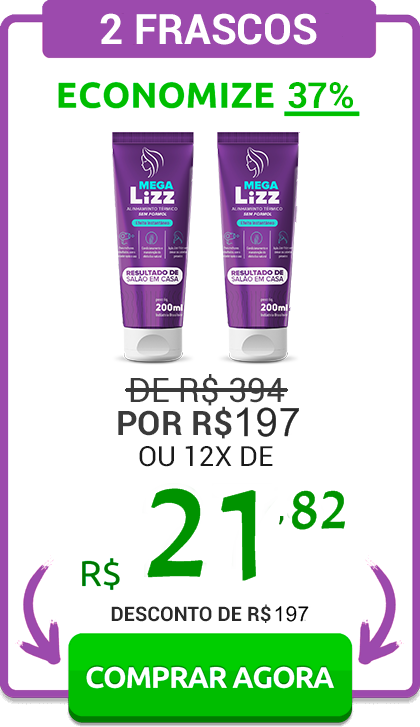 2 FRASCOS
ECONOMIZE 37%
MEGA MEGA
Lizz Lizz
ALINHAMENTO TÉRMICO ALINHAMENTO TÉRMICO
SEM FORMOL SEM FORMOL
RESULTADO DE RESULTADO DE
SALÃO EM CASA SALÃO EM CASA
200ml 200ml
DE R$ 394
POR R$197
OU 12X DE
R$ 21,82
DESCONTO DE R$197
COMPRAR AGORA